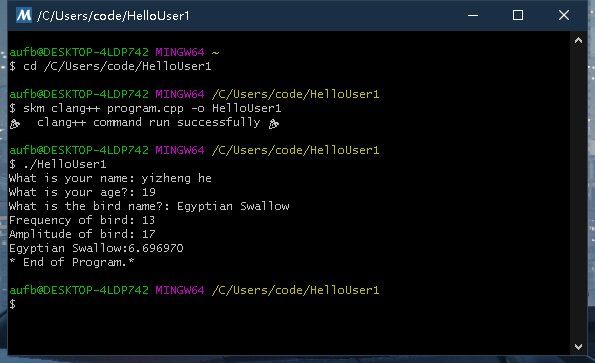 /C/Users/code/HelloUser1
aufb@DESKTOP-4LDP742 MINGW64 ~
$ cd /C/Users/code/HelloUser1
aufb@DESKTOP-4LDP742 MINGW64 /C/Users/code/HelloUser1
$ skm clang++ program.cpp -o HelloUser1
clang++ command run successfully
aufb@DESKTOP-4LDP742 MINGW64 /C/Users/code/HelloUser1
$ ./HelloUser1
What is your name: yizheng he
What is your age?: 19
What is the bird name?: Egyptian Swallow
Frequency of bird: 13
Amplitude of bird: 17
Egyptian Swallow:6.696970
* End of Program.*
aufb@DESKTOP-4LDP742 MINGW64 /C/Users/code/HelloUser1
$